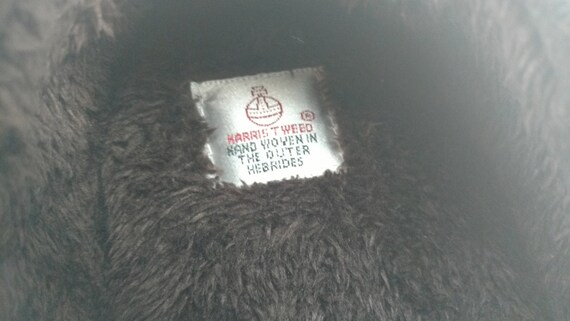 ®
HARRIS TWEED
HAND WOVEN IN
THE OUTER
HEBRIDES